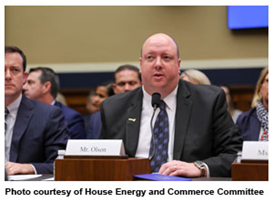 Mr. Olson
Photo courtesy of House Energy and Commerce Committee